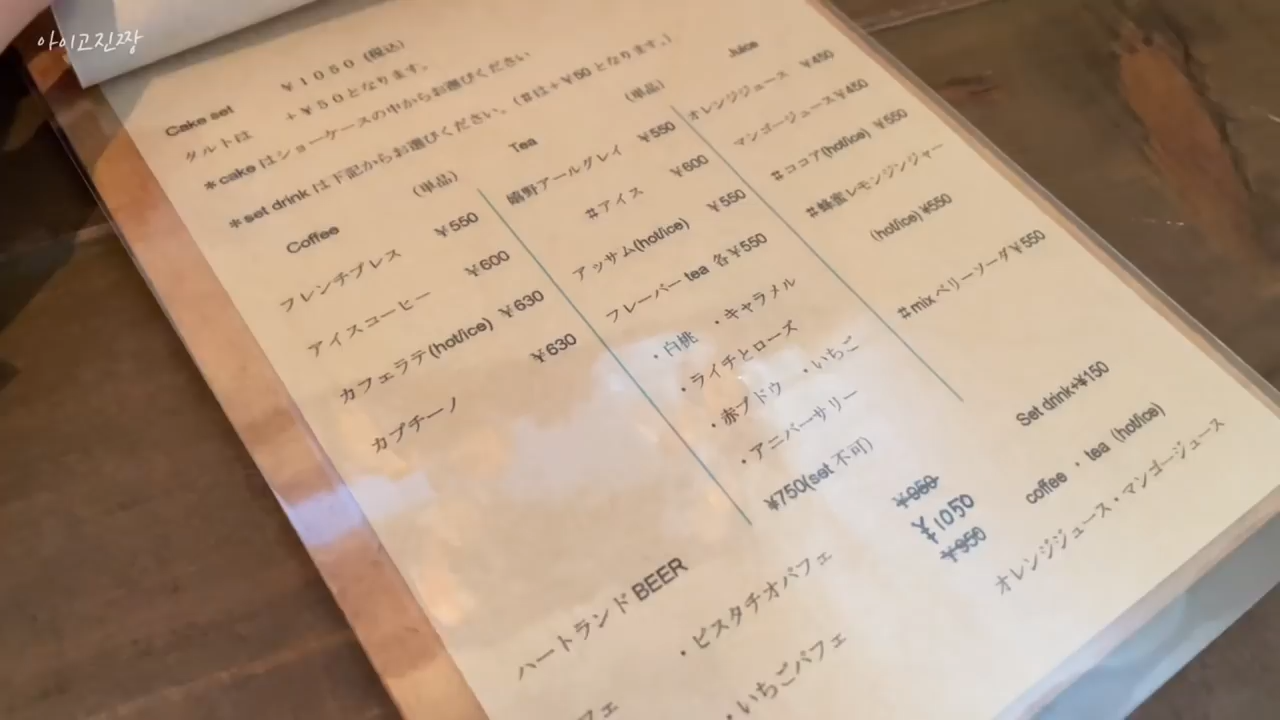 아이고진짱
Cake set ￥１０５０（税込）
タルトは ＋￥５０となります。
＊cake はショーケースの中からお選びください
＊set drink は下記からお選びください。（＃は＋￥50 となります。）
Coffee （単品）
フレンチプレス ￥550
アイスコーヒー ￥600
カフェラテ(hot/ice) ￥630
カプチーノ ￥630
Tea （単品）
嬉野アールグレイ ￥550
＃アイス ￥600
アッサム(hot/ice) ￥550
フレーバー tea 各￥550
・白桃 ・キャラメル
・ライチとローズ
・赤ブドウ ・いちご
・アニバーサリー
¥750(set 不可)
Juice
オレンジジュース ¥450
マンゴージュース￥450
＃ココア(hot/ice) ￥550
＃蜂蜜レモンジンジャー
(hot/ice) ¥550
＃mix ベリーソーダ￥550
Set drink+¥150
coffee ・ tea (hot/ice)
オレンジジュース・マンゴージュース
ハートランド BEER
¥950
¥1050
¥950
・ピスタチオパフェ
・いちごパフェ
フェ